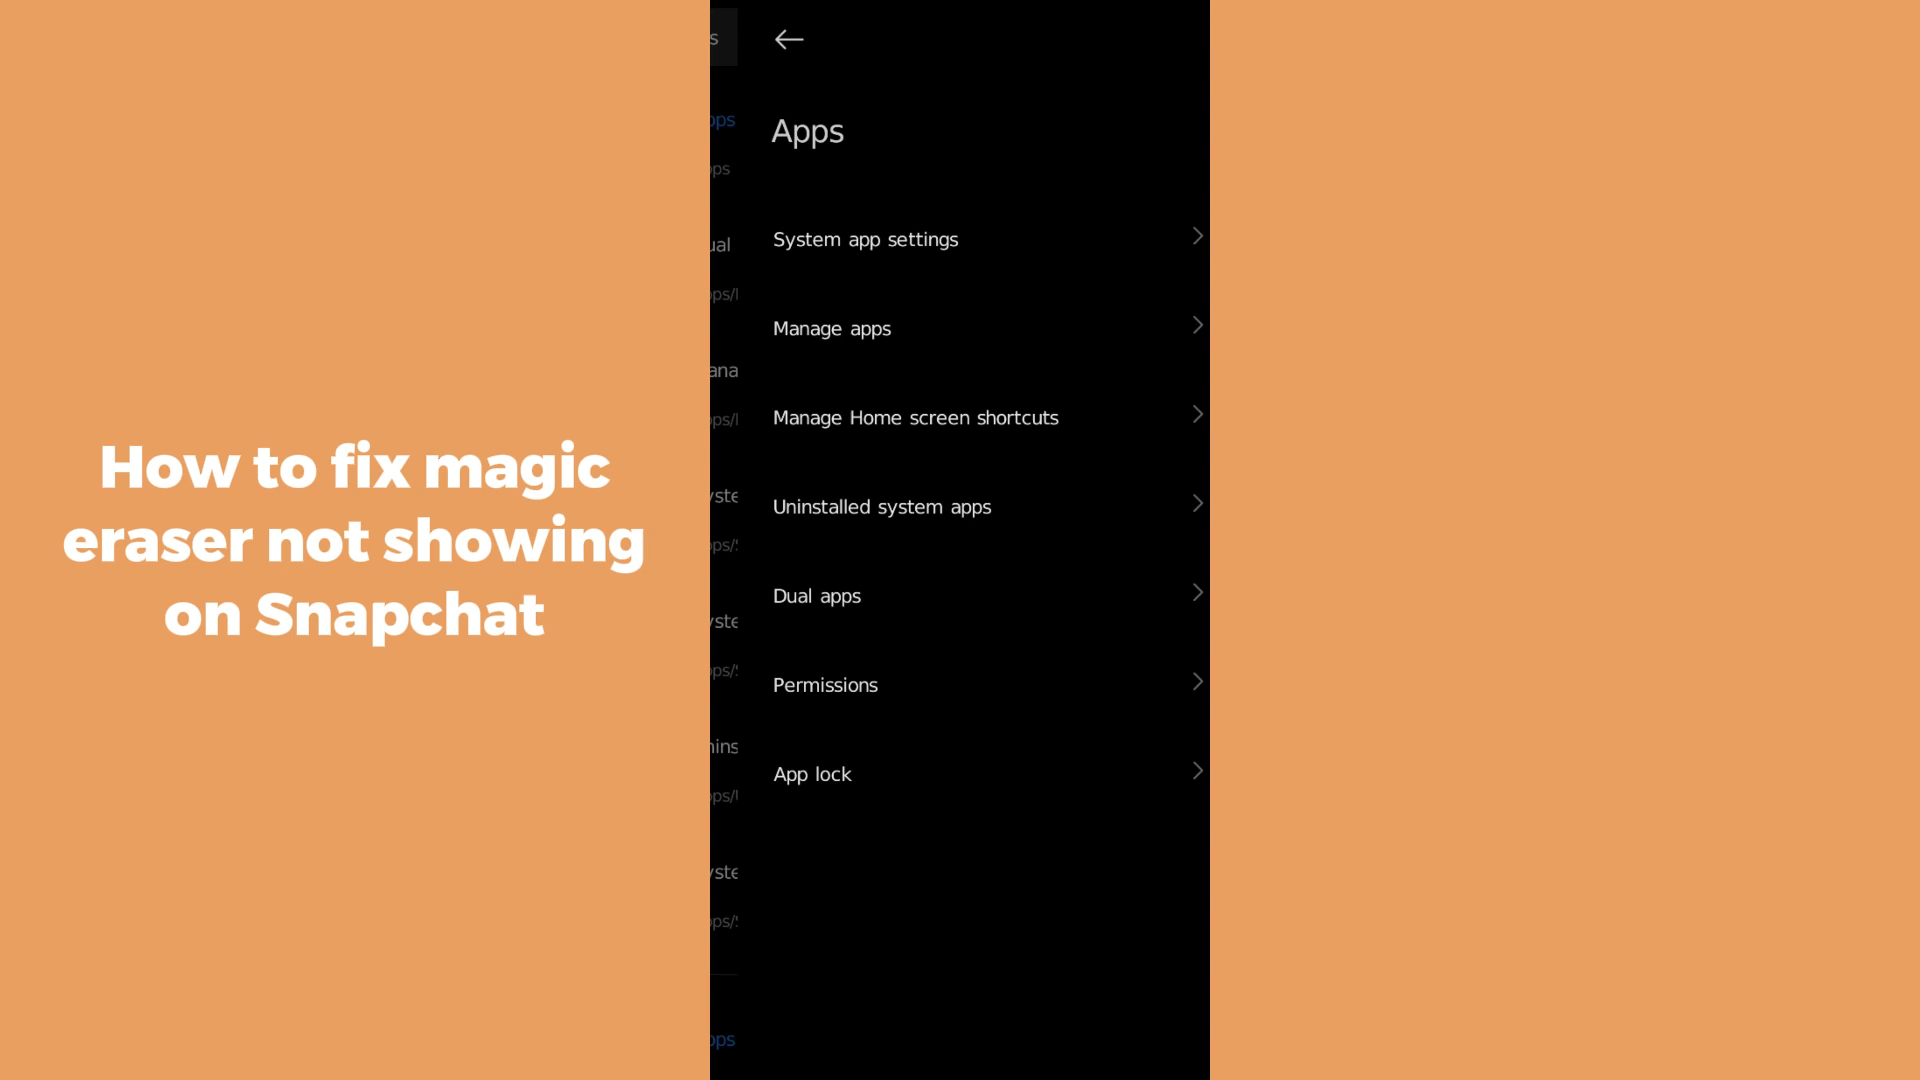 How to fix magic
eraser not showing
on Snapchat
Apps
System app settings
Manage apps
Manage Home screen shortcuts
Uninstalled system apps
Dual apps
Permissions
App lock